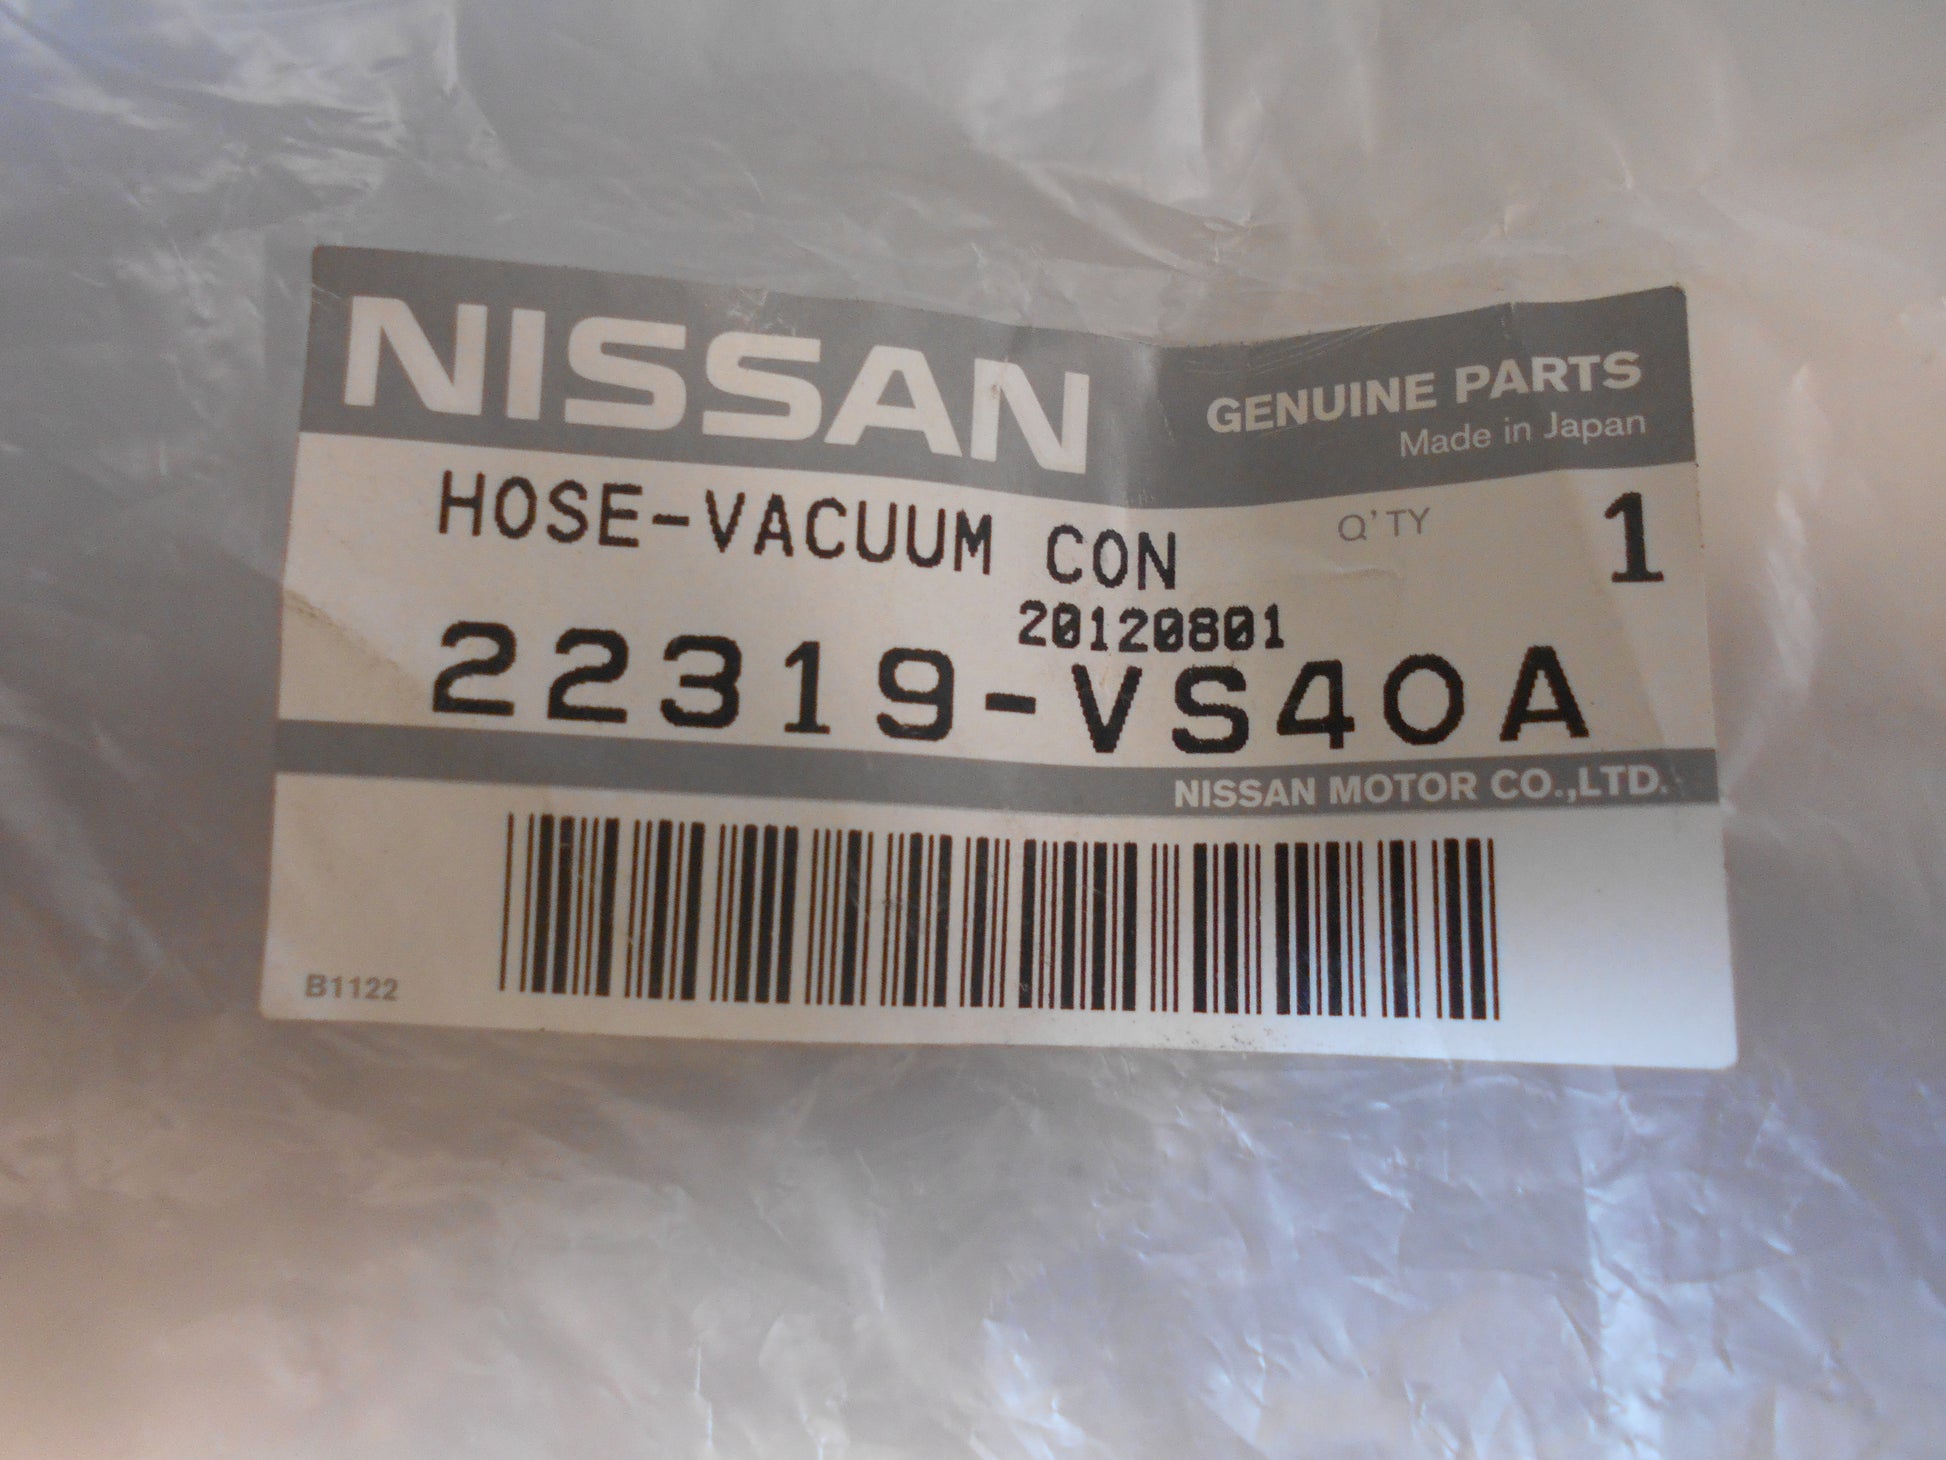 NISSAN
GENUINE PARTS
Made in Japan
HOSE-VACUUM CON
Q'TY 1
20120801
22319-VS40A
NISSAN MOTOR CO.,LTD.
B1122